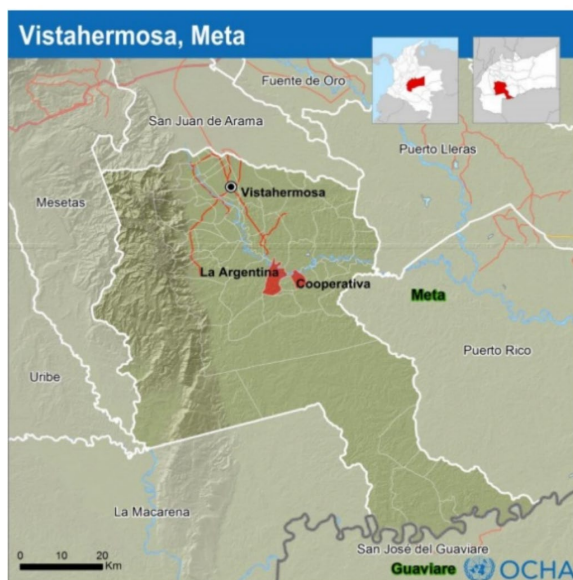 Vistahermosa, Meta
Fuente de Oro
San Juan de Arama
Puerto Lleras
Mesetas
Vistahermosa
La Argentina
Cooperativa
Meta
Puerto Rico
Uribe
La Macarena
San José del Guaviare
0 10 20
Km
Guaviare
OCHA